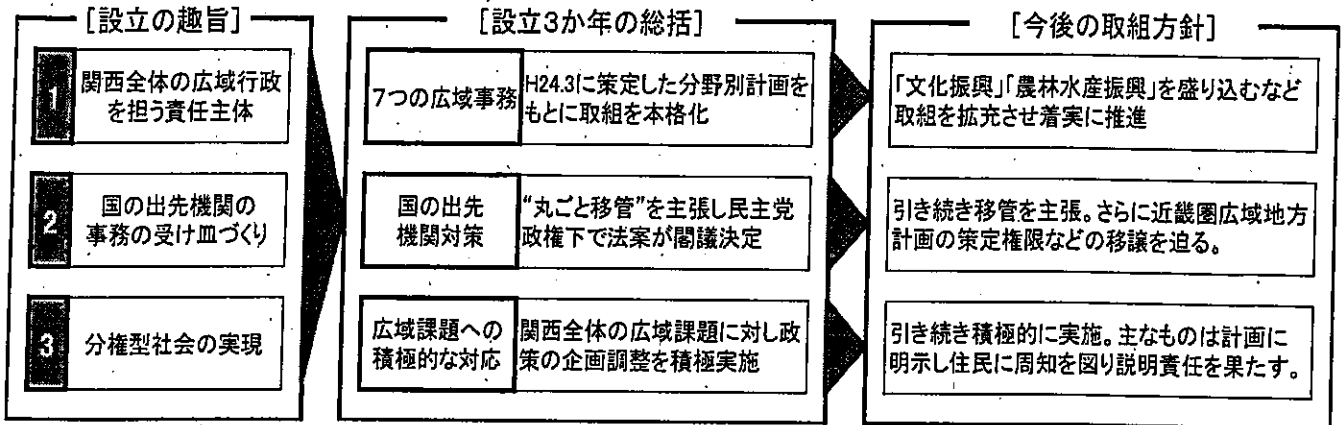 [設立の趣旨]
1
関西全体の広域行政
を担う責任主体
2
国の出先機関の
事務の受け皿づくり
3
分権型社会の実現
[設立3か年の総括]
7つの広域事務
H24.3に策定した分野別計画を
もとに取組を本格化
国の出先
機関対策
“丸ごと移管”を主張し民主党
政権下で法案が閣議決定
広域課題への
積極的な対応
関西全体の広域課題に対し政
策の企画調整を積極実施
[今後の取組方針]
「文化振興」「農林水産振興」を盛り込むなど
取組を拡充させ着実に推進
引き続き移管を主張。さらに近畿圏広域地方
計画の策定権限などの移譲を迫る。
引き続き積極的に実施。主なものは計画に
明示し住民に周知を図り説明責任を果たす。